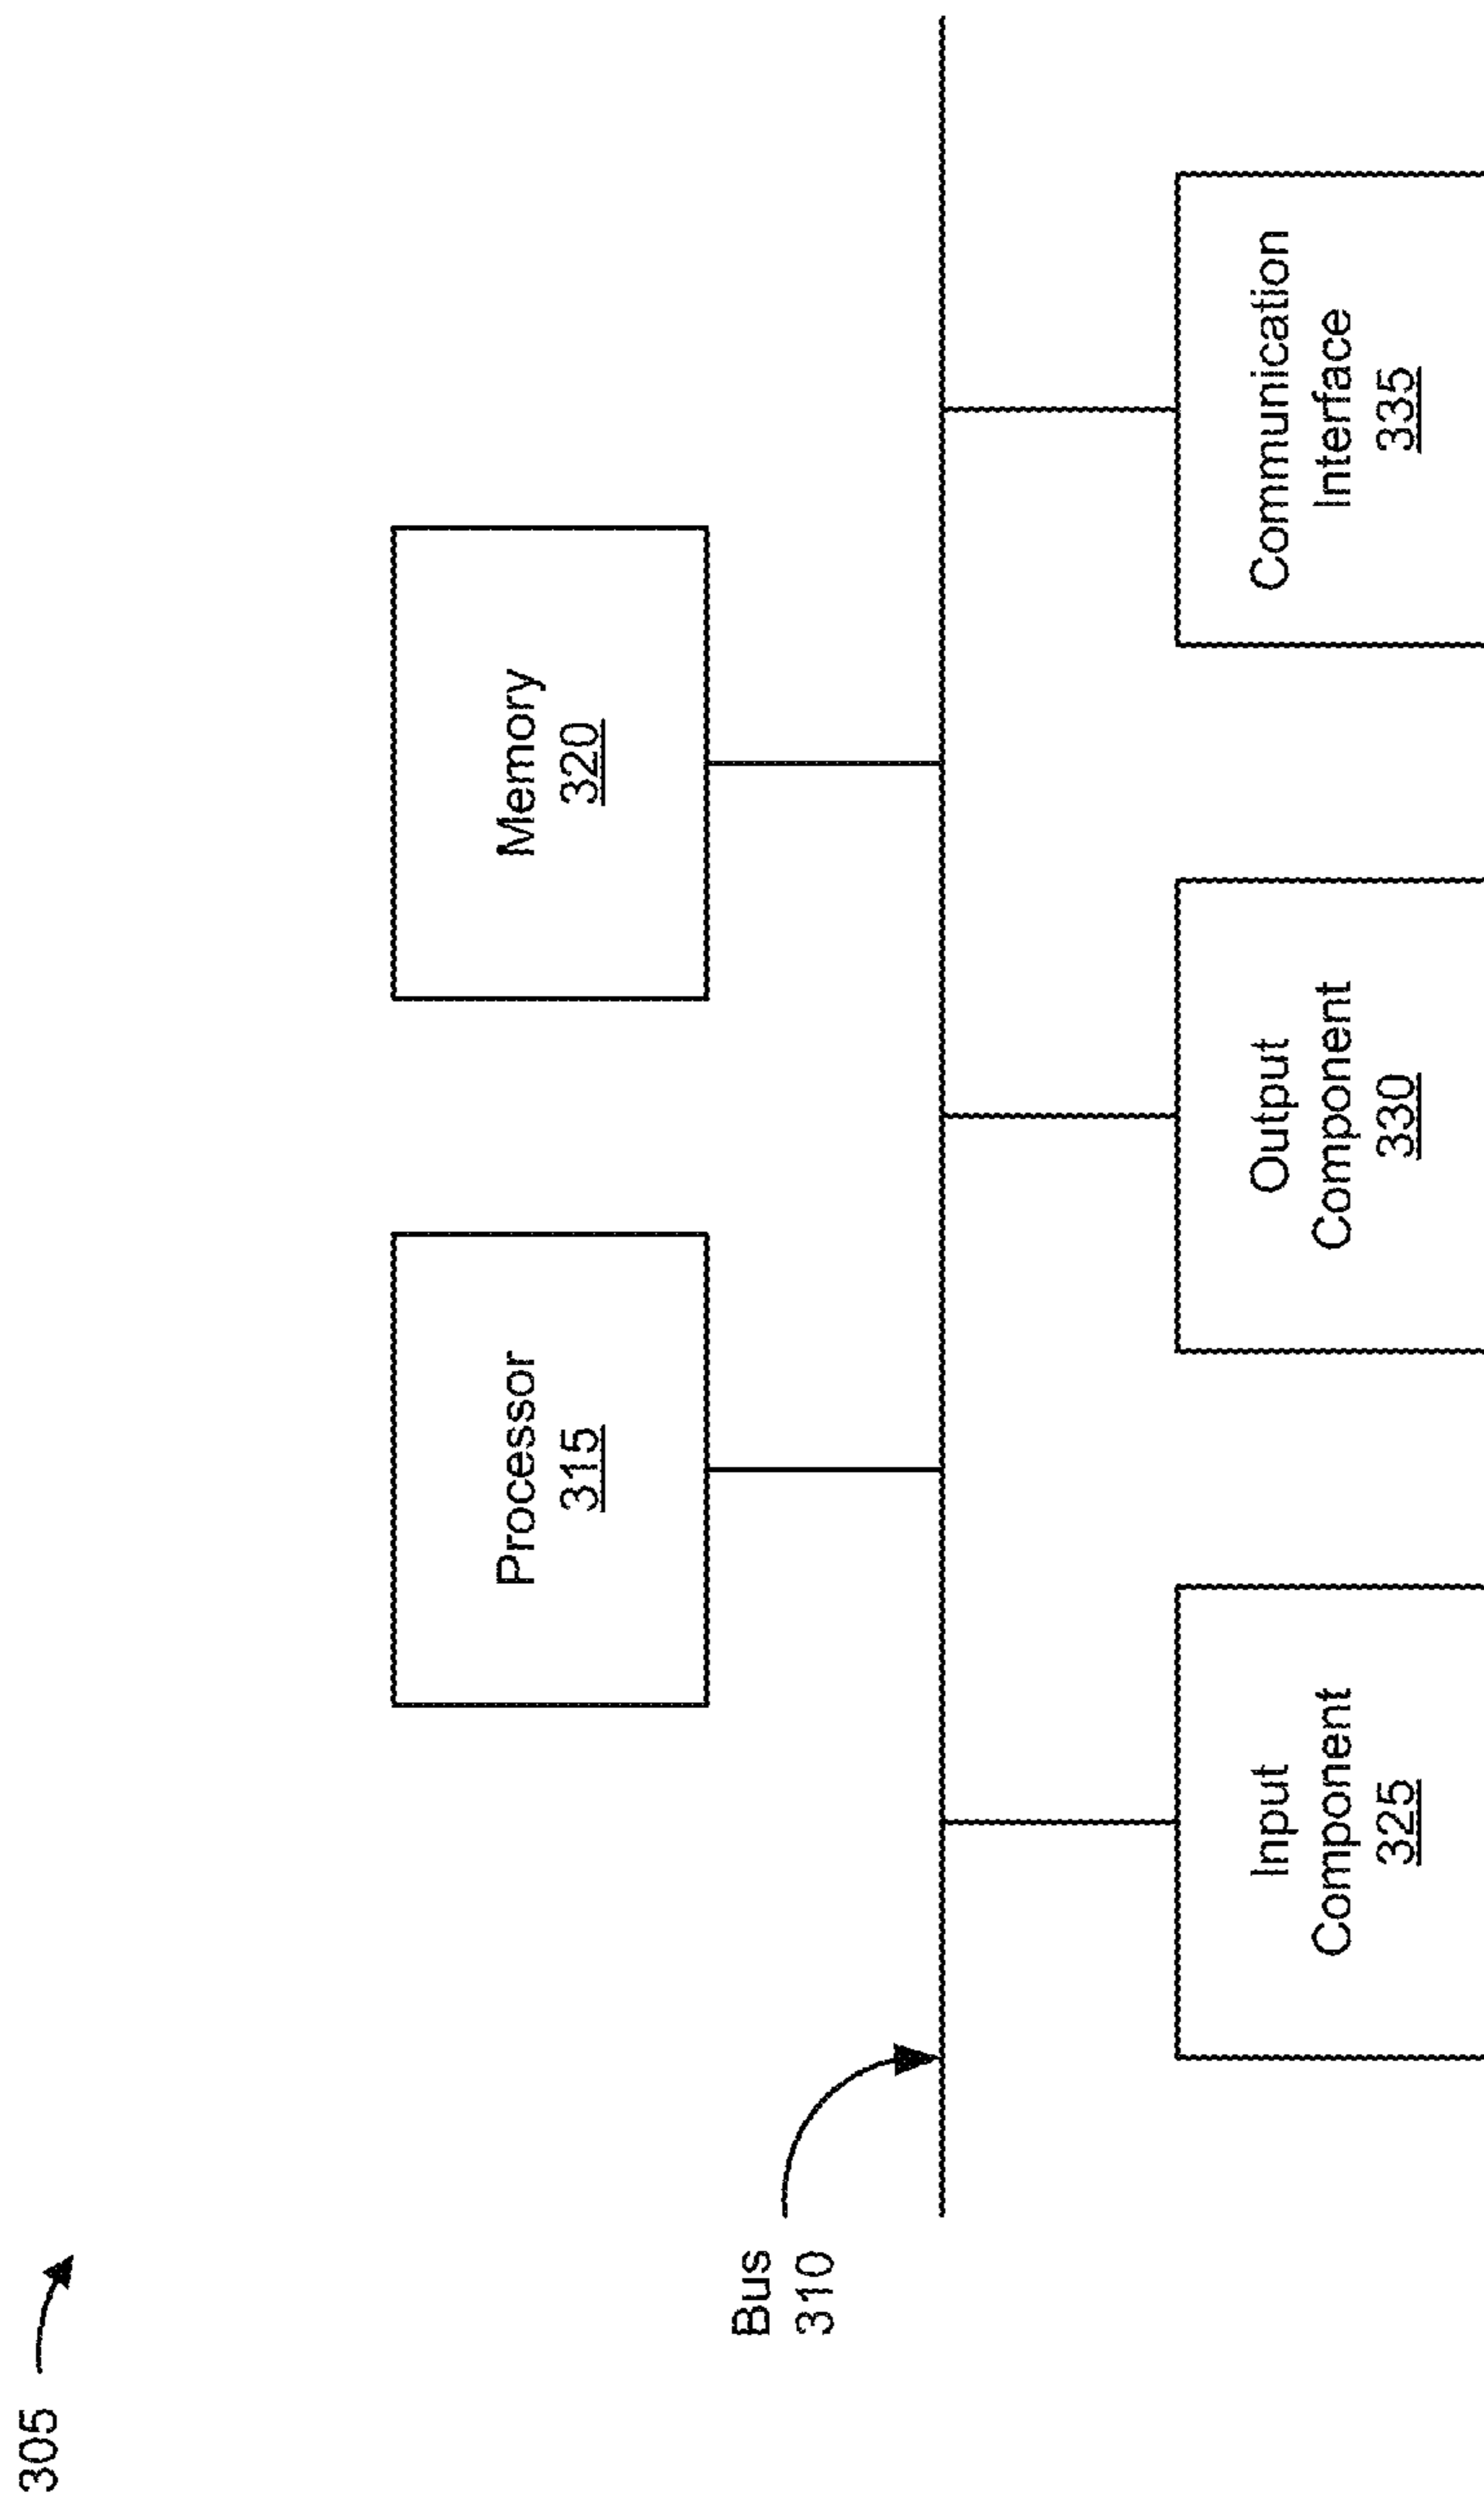 305
Bus
310
Processor
315
Memory
320
Input
Component
325
Output
Component
330
Communication
Interface
335